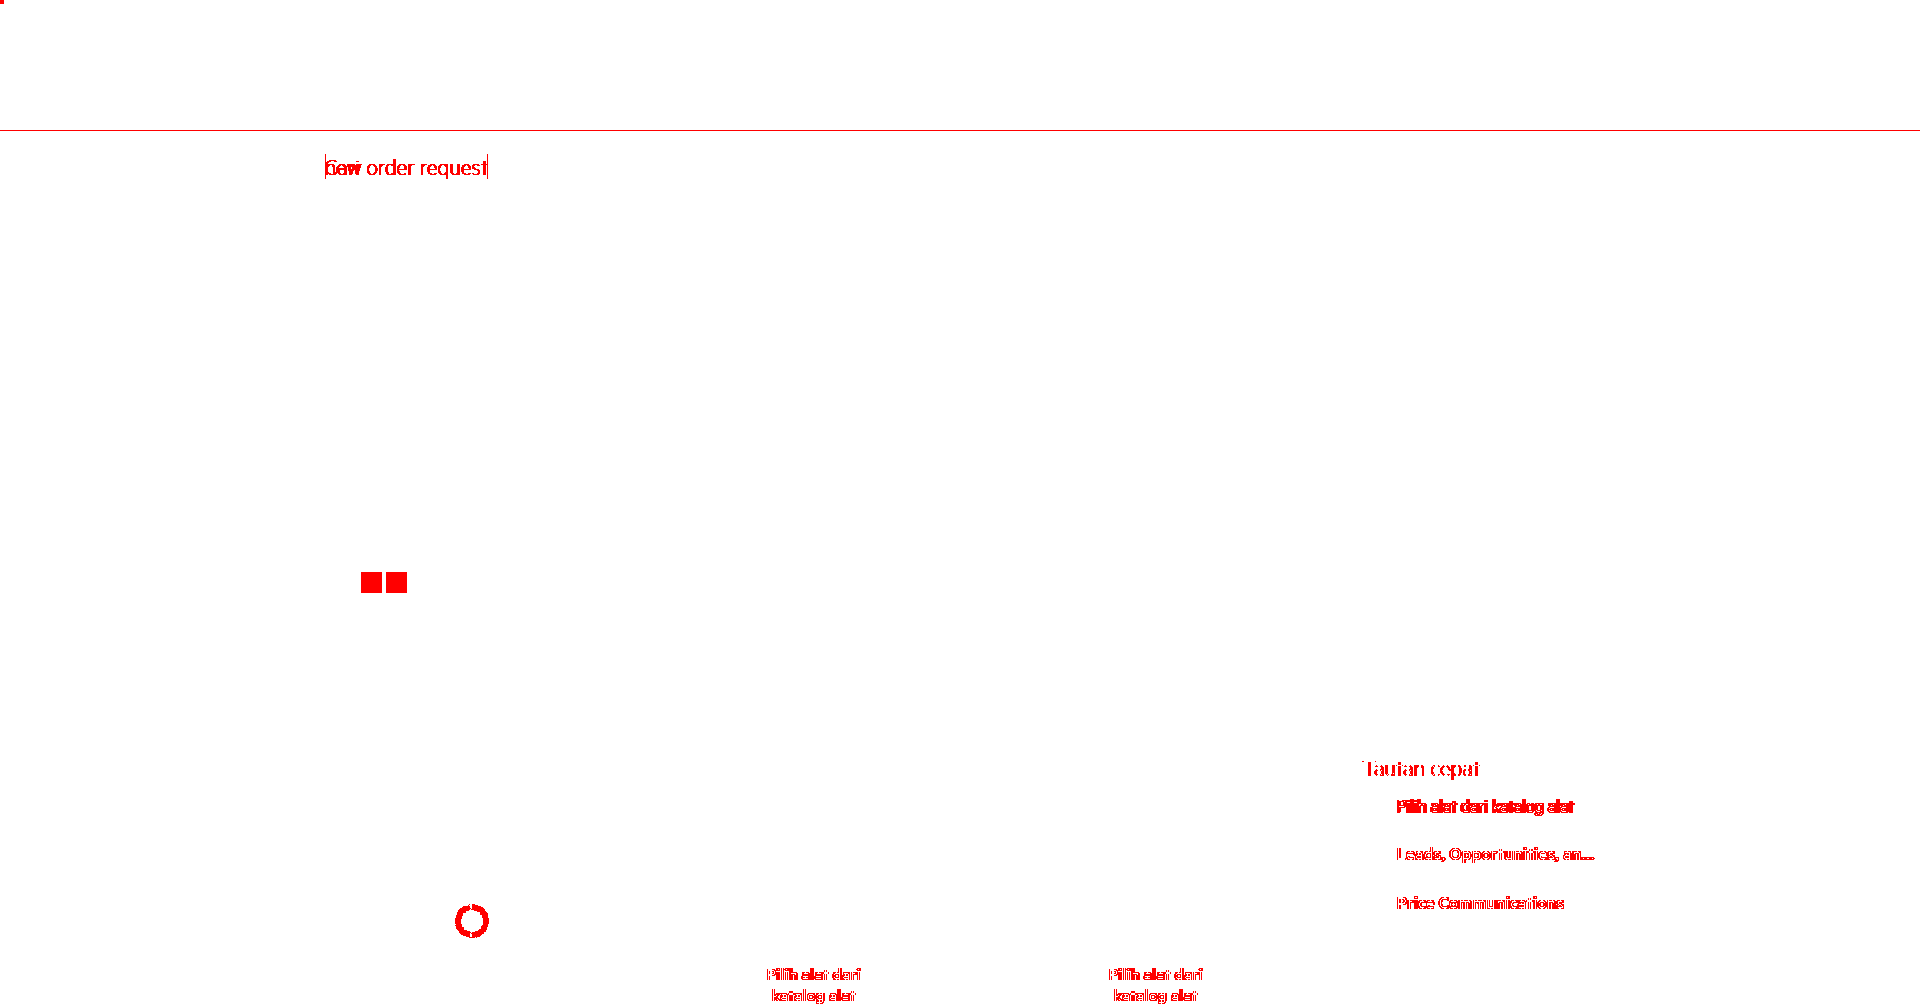 order request
Tautan cepat
Pilih alat dari katalog alat
Leads, Opportunities, an...
Price Communications
Pilih alat dari
katalog alat
Pilih alat dari
katalog alat